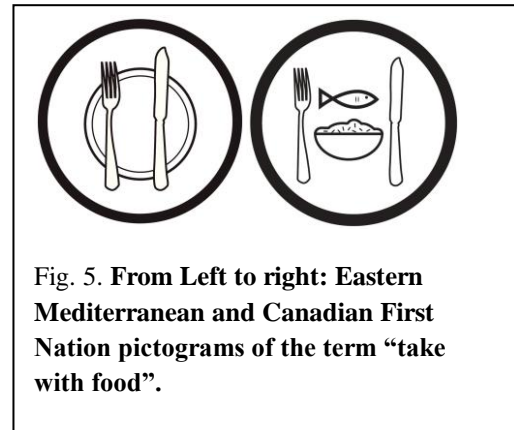 Fig. 5. From Left to right: Eastern
Mediterranean and Canadian First
Nation pictograms of the term “take
with food”.